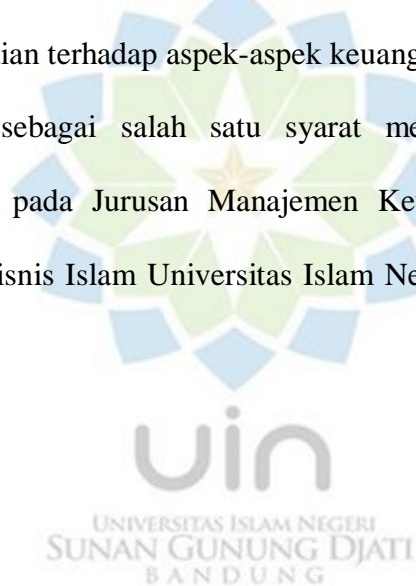 dian terhadap aspek-aspek keuang
sebagai salah satu syarat me
pada Jurusan Manajemen Ke
isnis Islam Universitas Islam Ne
uin
UNIVERSITAS ISLAM NEGERI
SUNAN GUNUNG DJATI
BANDUNG